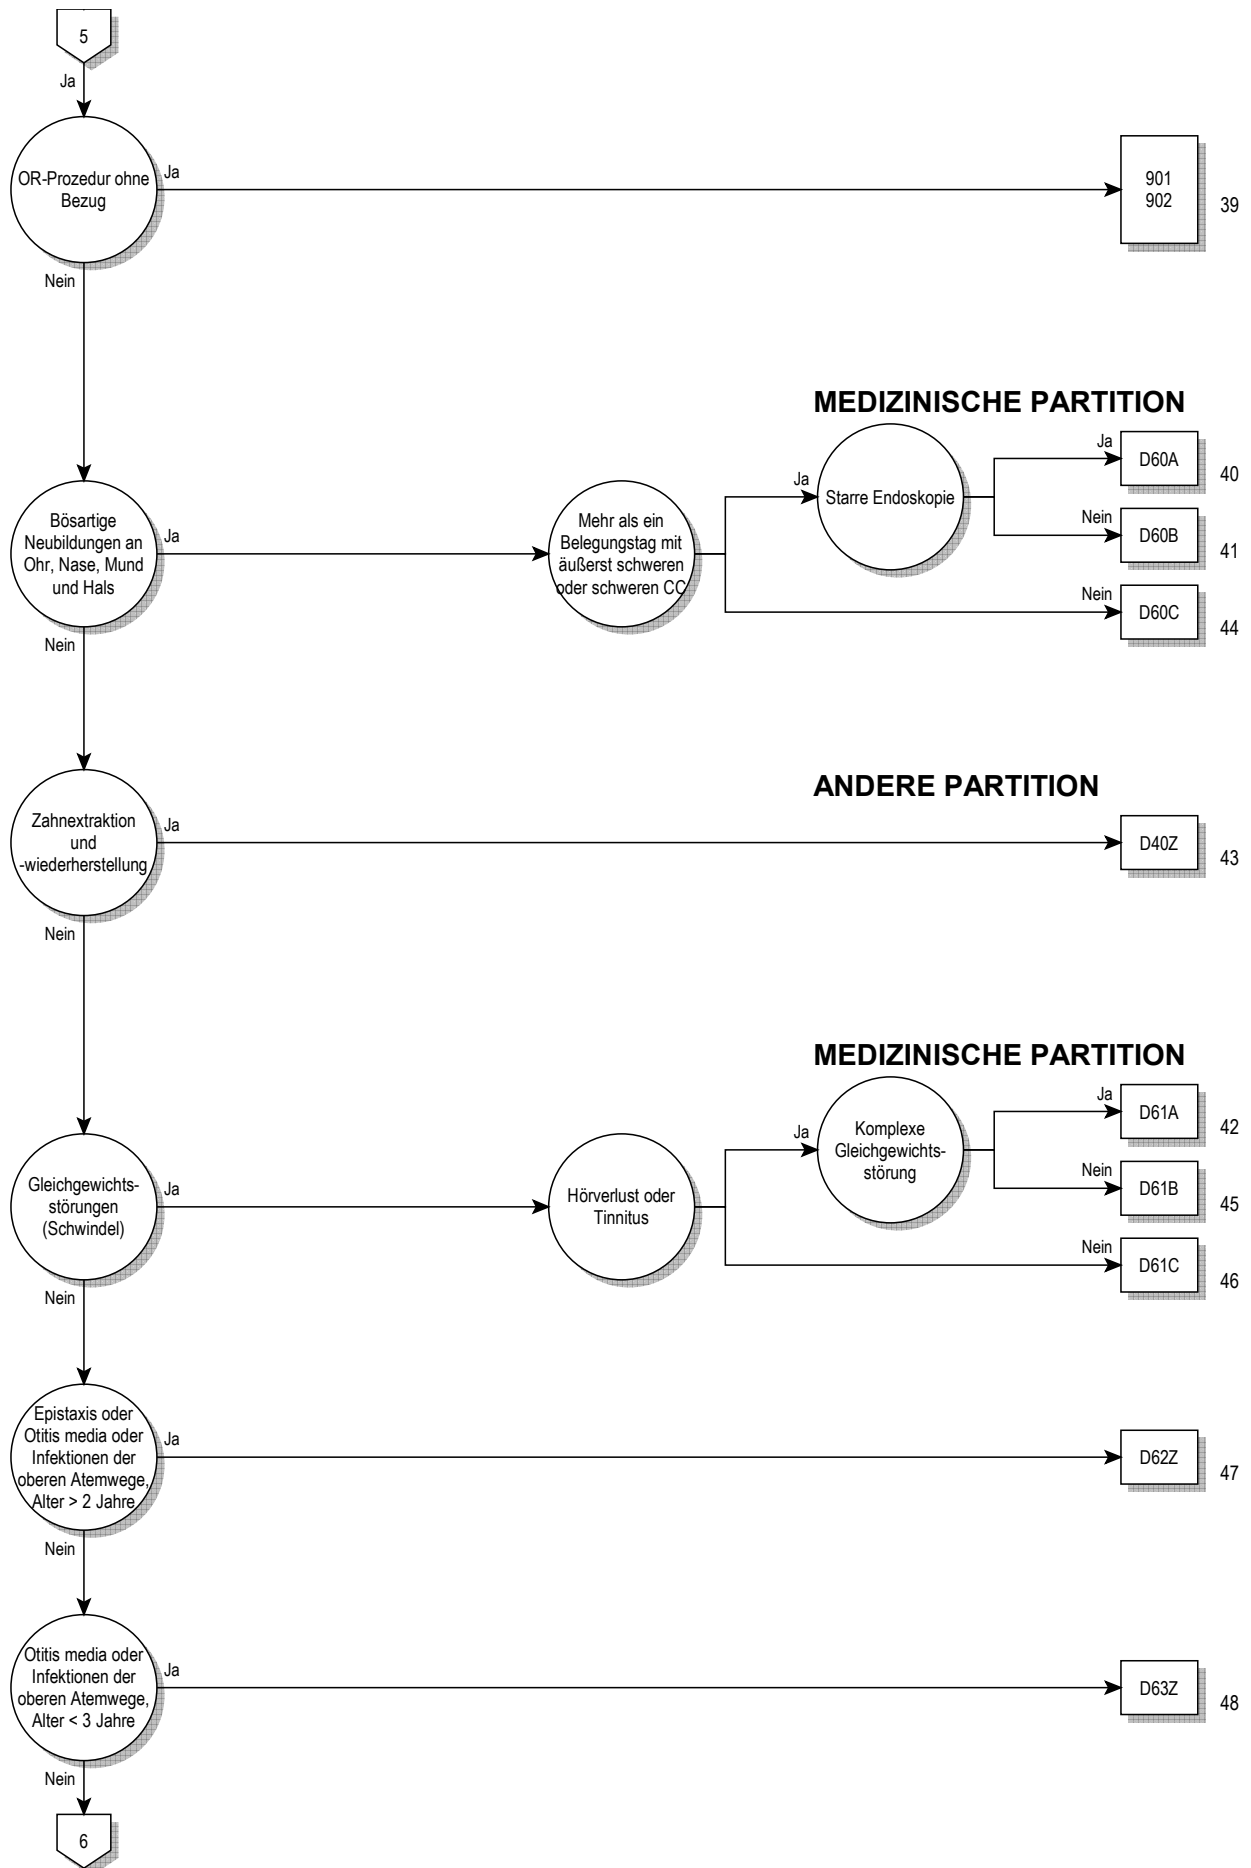 5
Ja
OR-Prozedur ohne
Bezug
Ja
901
902
39
Nein
MEDIZINISCHE PARTITION
Bösartige
Neubildungen an
Ohr, Nase, Mund
und Hals
Ja
Mehr als ein
Belegungstag mit
äußerst schweren
oder schweren CC
Ja
Starre Endoskopie
Ja
D60A
40
Nein
D60B
41
Nein
D60C
44
Nein
ANDERE PARTITION
Zahnextraktion
und
-wiederherstellung
Ja
D40Z
43
Nein
MEDIZINISCHE PARTITION
Gleichgewichts-
störungen
(Schwindel)
Ja
Hörverlust oder
Tinnitus
Ja
Komplexe
Gleichgewichts-
störung
Ja
D61A
42
Nein
D61B
45
Nein
D61C
46
Nein
Epistaxis oder
Otitis media oder
Infektionen der
oberen Atemwege,
Alter > 2 Jahre
Ja
D62Z
47
Nein
Otitis media oder
Infektionen der
oberen Atemwege,
Alter < 3 Jahre
Ja
D63Z
48
Nein
6